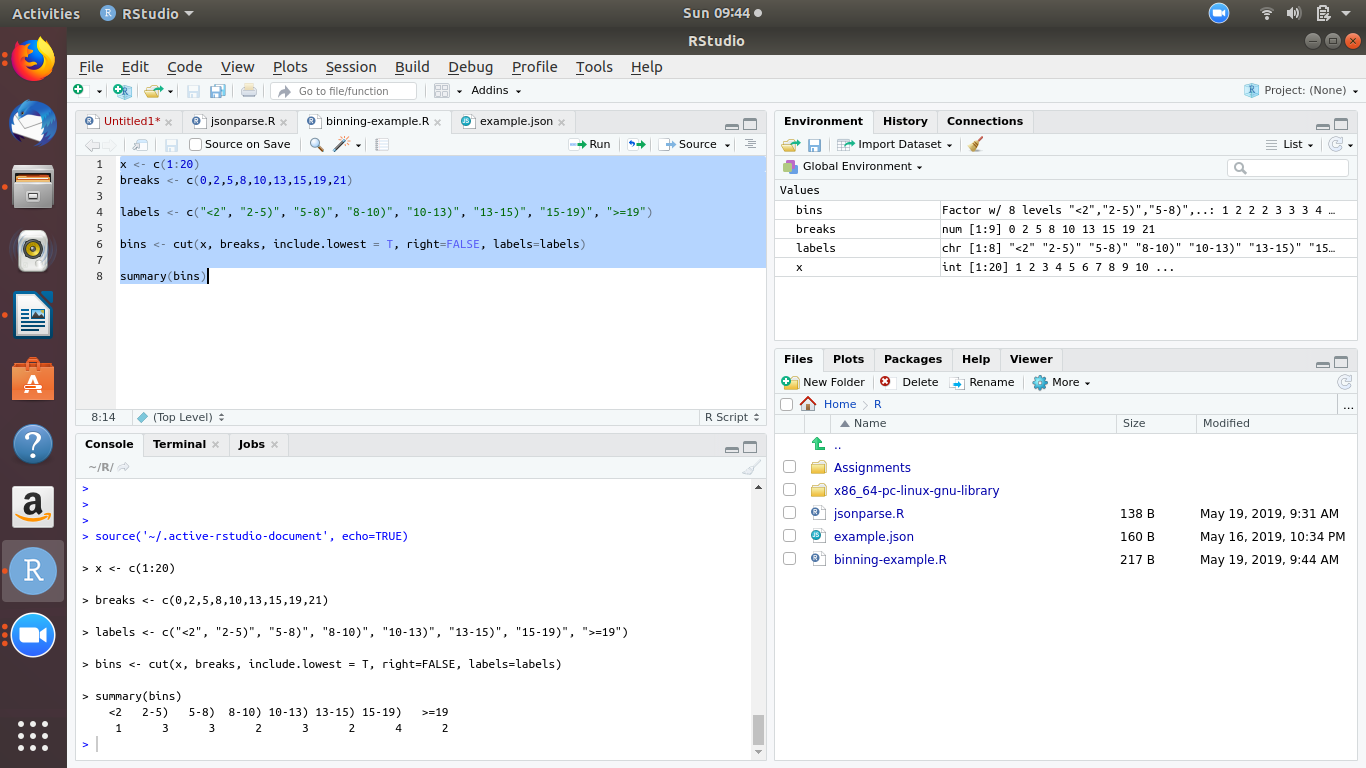 Activities RStudio Sun 09:44
RStudio
File Edit Code View Plots Session Build Debug Profile Tools Help
Go to file/function Addins Project: (None)
Untitled1* jsonparse.R binning-example.R example.json
Source on Save Run Source
1 x <- c(1:20)
2 breaks <- c(0,2,5,8,10,13,15,19,21)
3
4 labels <- c("<2", "2-5)", "5-8)", "8-10)", "10-13)", "13-15)", "15-19)", ">=19")
5
6 bins <- cut(x, breaks, include.lowest = T, right=FALSE, labels=labels)
7
8 summary(bins)
8:14 (Top Level) R Script
Console Terminal Jobs
~/R/
>
>
>
> source('~/.active-rstudio-document', echo=TRUE)
> x <- c(1:20)
> breaks <- c(0,2,5,8,10,13,15,19,21)
> labels <- c("<2", "2-5)", "5-8)", "8-10)", "10-13)", "13-15)", "15-19)", ">=19")
> bins <- cut(x, breaks, include.lowest = T, right=FALSE, labels=labels)
> summary(bins)
<2 2-5) 5-8) 8-10) 10-13) 13-15) 15-19) >=19
1 3 3 2 3 2 4 2
>
Environment History Connections
Import Dataset List
Global Environment
Values
bins Factor w/ 8 levels "<2","2-5)","5-8)",..: 1 2 2 2 3 3 3 4 …
breaks num [1:9] 0 2 5 8 10 13 15 19 21
labels chr [1:8] "<2" "2-5)" "5-8)" "8-10)" "10-13)" "13-15)" "15…
x int [1:20] 1 2 3 4 5 6 7 8 9 10 ...
Files Plots Packages Help Viewer
New Folder Delete Rename More
Home R ...
Name Size Modified
..
Assignments
x86_64-pc-linux-gnu-library
jsonparse.R 138 B May 19, 2019, 9:31 AM
example.json 160 B May 16, 2019, 10:34 PM
binning-example.R 217 B May 19, 2019, 9:44 AM